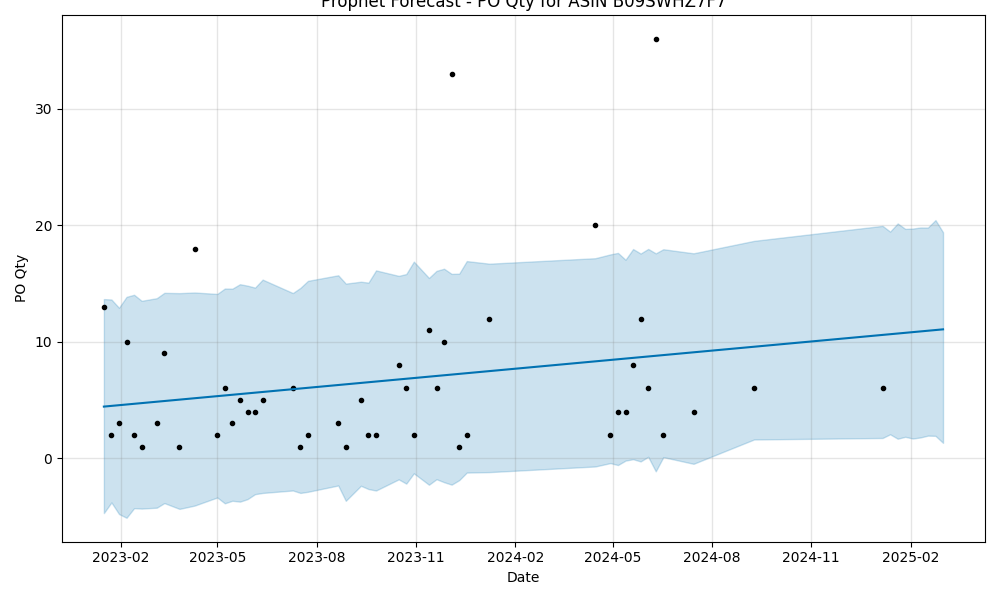 Prophet Forecast - PO Qty for ASIN B09SWHZ7F7
PO Qty
30
20
10
0
2023-02 2023-05 2023-08 2023-11 2024-02 2024-05 2024-08 2024-11 2025-02
Date